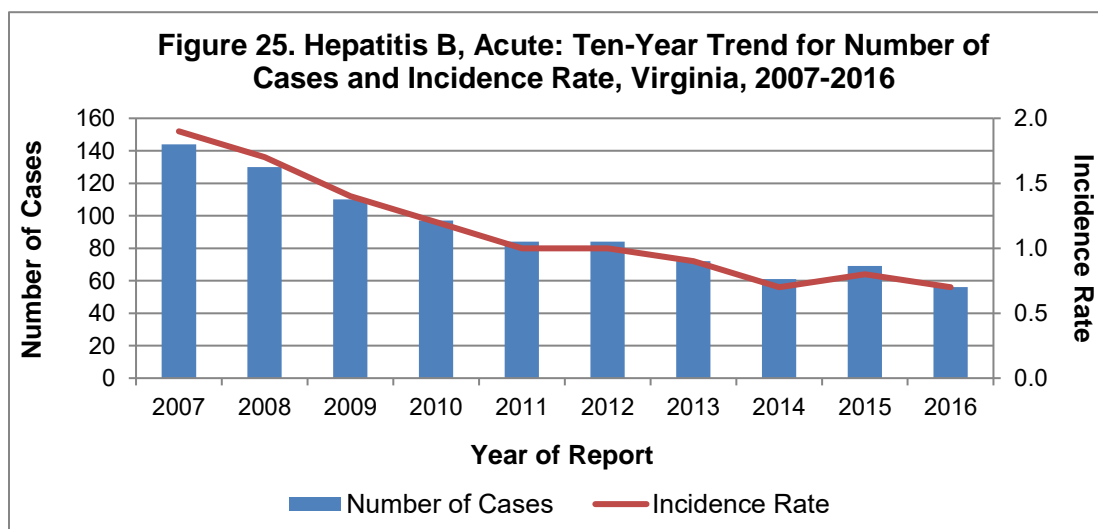 Figure 25. Hepatitis B, Acute: Ten-Year Trend for Number of
Cases and Incidence Rate, Virginia, 2007-2016
Number of Cases
160
140
120
100
80
60
40
20
0
2.0
1.5
1.0
0.5
0.0
Incidence Rate
2007 2008 2009 2010 2011 2012 2013 2014 2015 2016
Year of Report
Number of Cases Incidence Rate